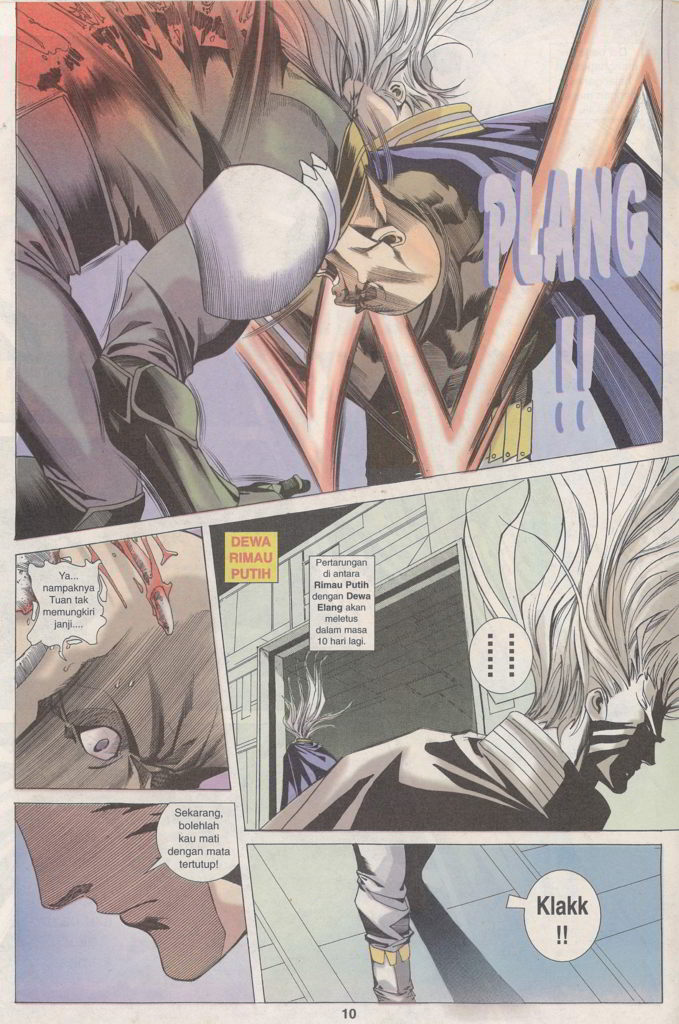 PLANG
!!
Ya...
nampaknya
Tuan tak
memungkiri
janji....
DEWA
RIMAU
PUTIH
Pertarungan
di antara
Rimau Putih
dengan Dewa
Elang akan
meletus
dalam masa
10 hari lagi.
Sekarang,
bolehlah
kau mati
dengan mata
tertutup!
Klakk
!!
10